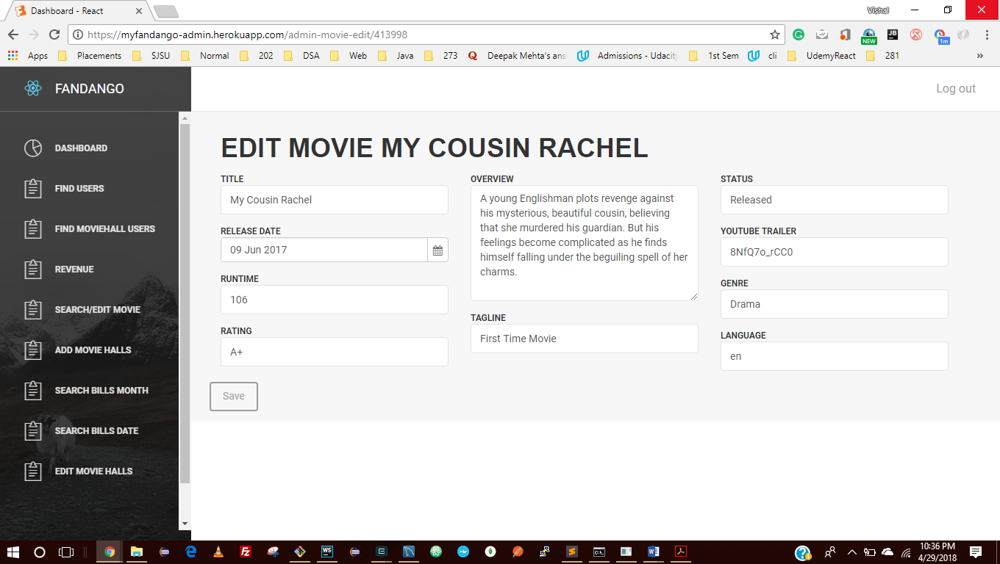 Dashboard - React
Vishal
https://myfandango-admin.herokuapp.com/admin-movie-edit/413998
NEW
JB
1m
Apps
Placements
SJSU
Normal
202
DSA
Web
Java
273
Deepak Mehta's ans
Admissions - Udacity
1st Sem
cli
UdemyReact
281
»
FANDANGO
Log out
DASHBOARD
FIND USERS
FIND MOVIEHALL USERS
REVENUE
SEARCH/EDIT MOVIE
ADD MOVIE HALLS
SEARCH BILLS MONTH
SEARCH BILLS DATE
EDIT MOVIE HALLS
EDIT MOVIE MY COUSIN RACHEL
TITLE
My Cousin Rachel
RELEASE DATE
09 Jun 2017
RUNTIME
106
RATING
A+
OVERVIEW
A young Englishman plots revenge against
his mysterious, beautiful cousin, believing
that she murdered his guardian. But his
feelings become complicated as he finds
himself falling under the beguiling spell of her
charms.
TAGLINE
First Time Movie
STATUS
Released
YOUTUBE TRAILER
8NfQ7o_rCC0
GENRE
Drama
LANGUAGE
en
Save
10:36 PM
4/29/2018